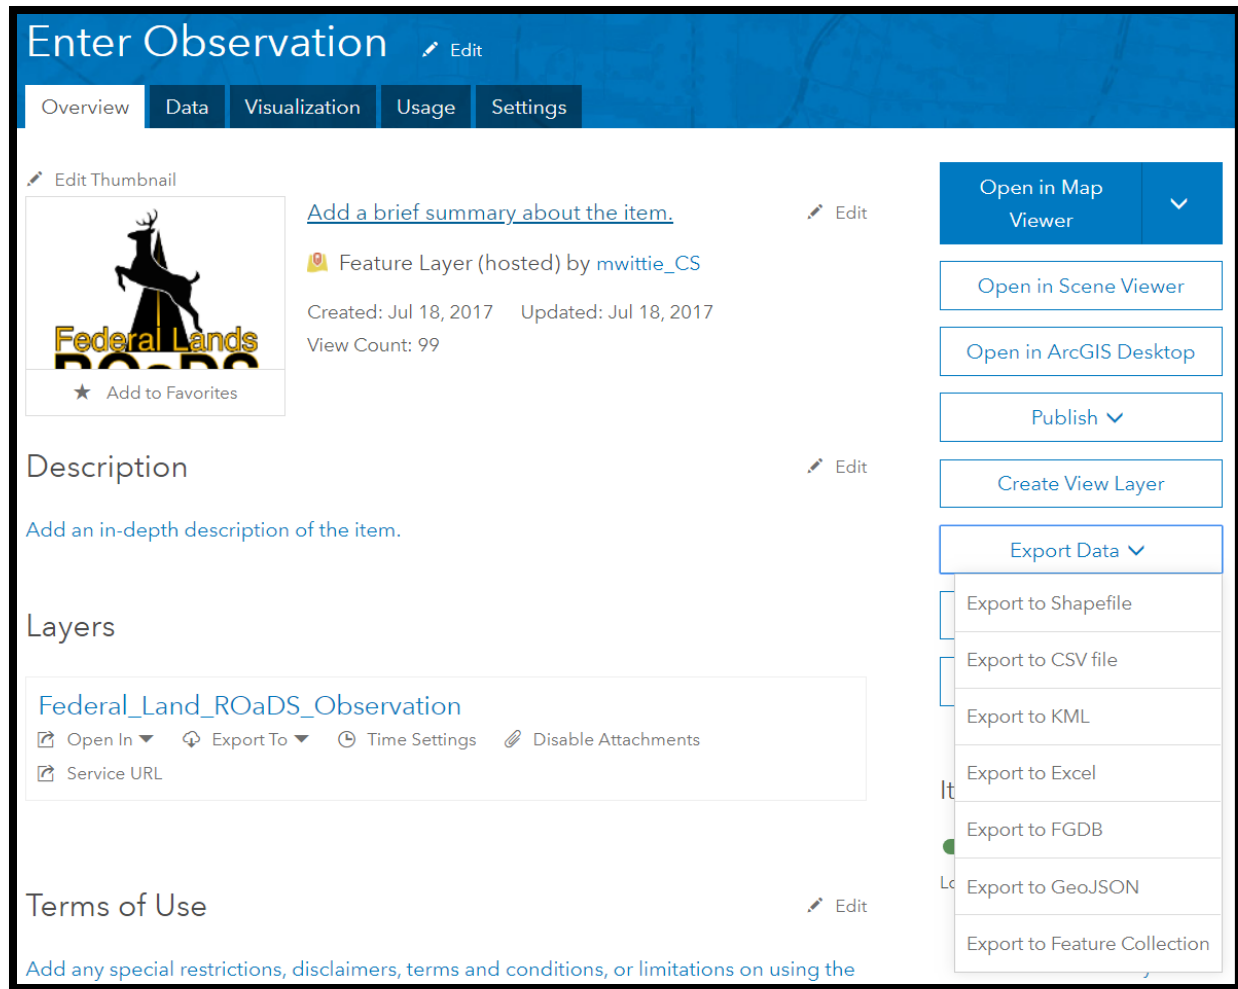 Enter Observation
Edit
Overview
Data
Visualization
Usage
Settings
Edit Thumbnail
Federal Lands
ROaDS
Add to Favorites
Add a brief summary about the item.
Edit
Feature Layer (hosted) by mwittie_CS
Created: Jul 18, 2017 Updated: Jul 18, 2017
View Count: 99
Description
Edit
Add an in-depth description of the item.
Layers
Federal_Land_ROaDS_Observation
Open In
Export To
Time Settings
Disable Attachments
Service URL
Terms of Use
Edit
Add any special restrictions, disclaimers, terms and conditions, or limitations on using the
Open in Map
Viewer
Open in Scene Viewer
Open in ArcGIS Desktop
Publish
Create View Layer
Export Data
Export to Shapefile
Export to CSV file
Export to KML
Export to Excel
Export to FGDB
Export to GeoJSON
Export to Feature Collection